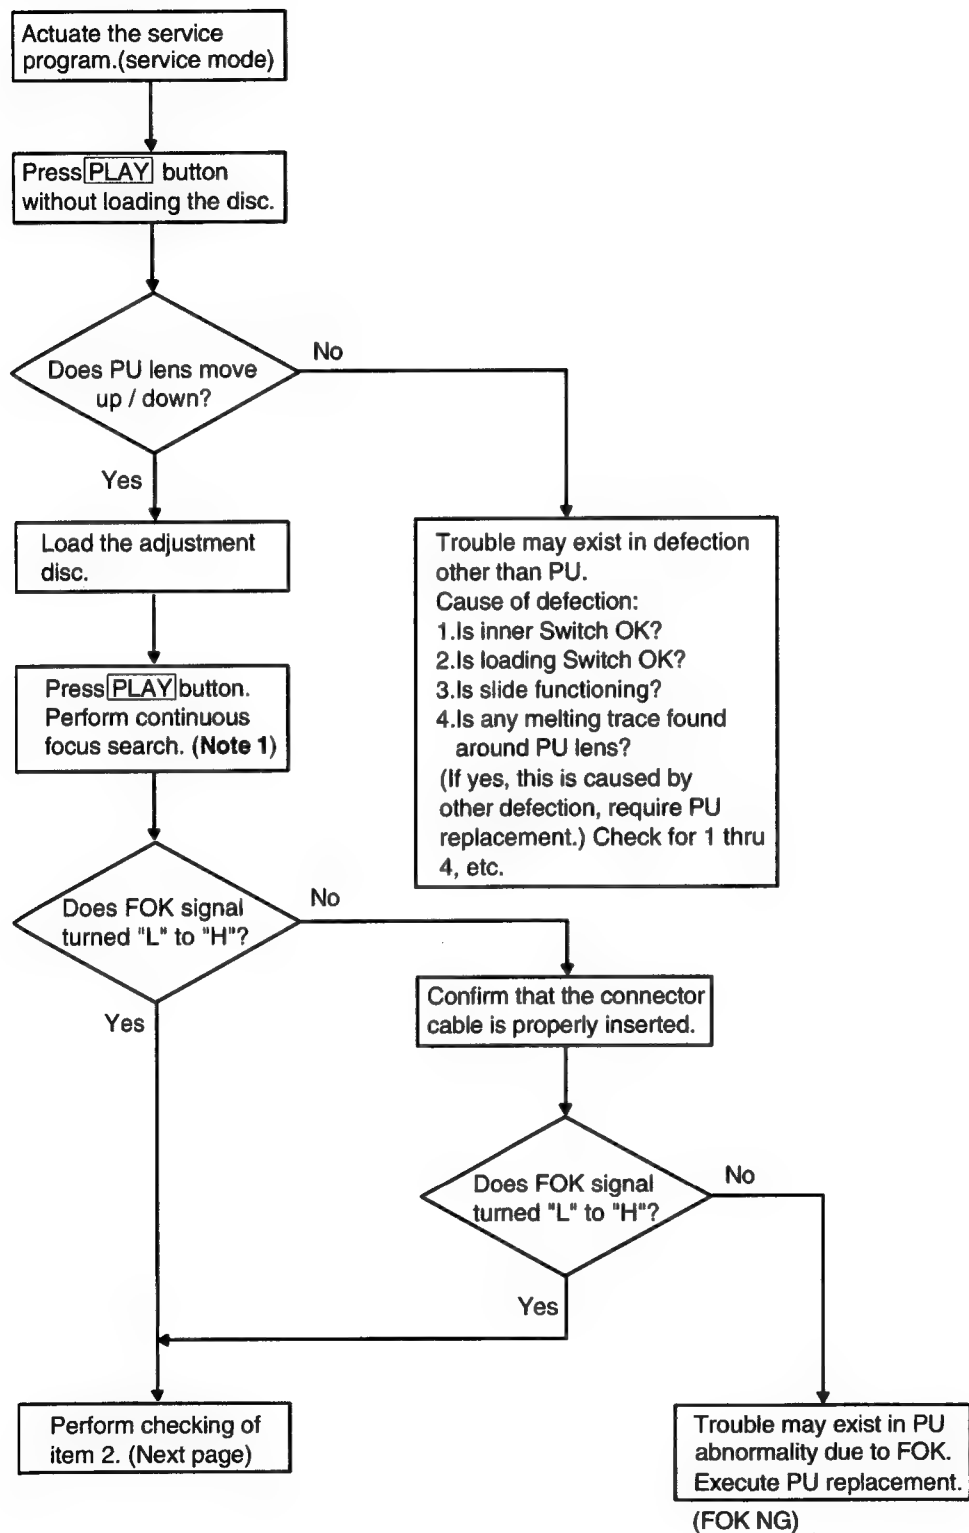 Actuate the service
program.(service mode)
Press PLAY button
without loading the disc.
Does PU lens move
up / down?
No
Yes
Load the adjustment
disc.
Trouble may exist in defection
other than PU.
Cause of defection:
1.Is inner Switch OK?
2.Is loading Switch OK?
3.Is slide functioning?
4.Is any melting trace found
around PU lens?
(If yes, this is caused by
other defection, require PU
replacement.) Check for 1 thru
4, etc.
Press PLAY button.
Perform continuous
focus search. (Note 1)
Does FOK signal
turned "L" to "H"?
No
Yes
Confirm that the connector
cable is properly inserted.
Does FOK signal
turned "L" to "H"?
No
Yes
Perform checking of
item 2. (Next page)
Trouble may exist in PU
abnormality due to FOK.
Execute PU replacement.
(FOK NG)